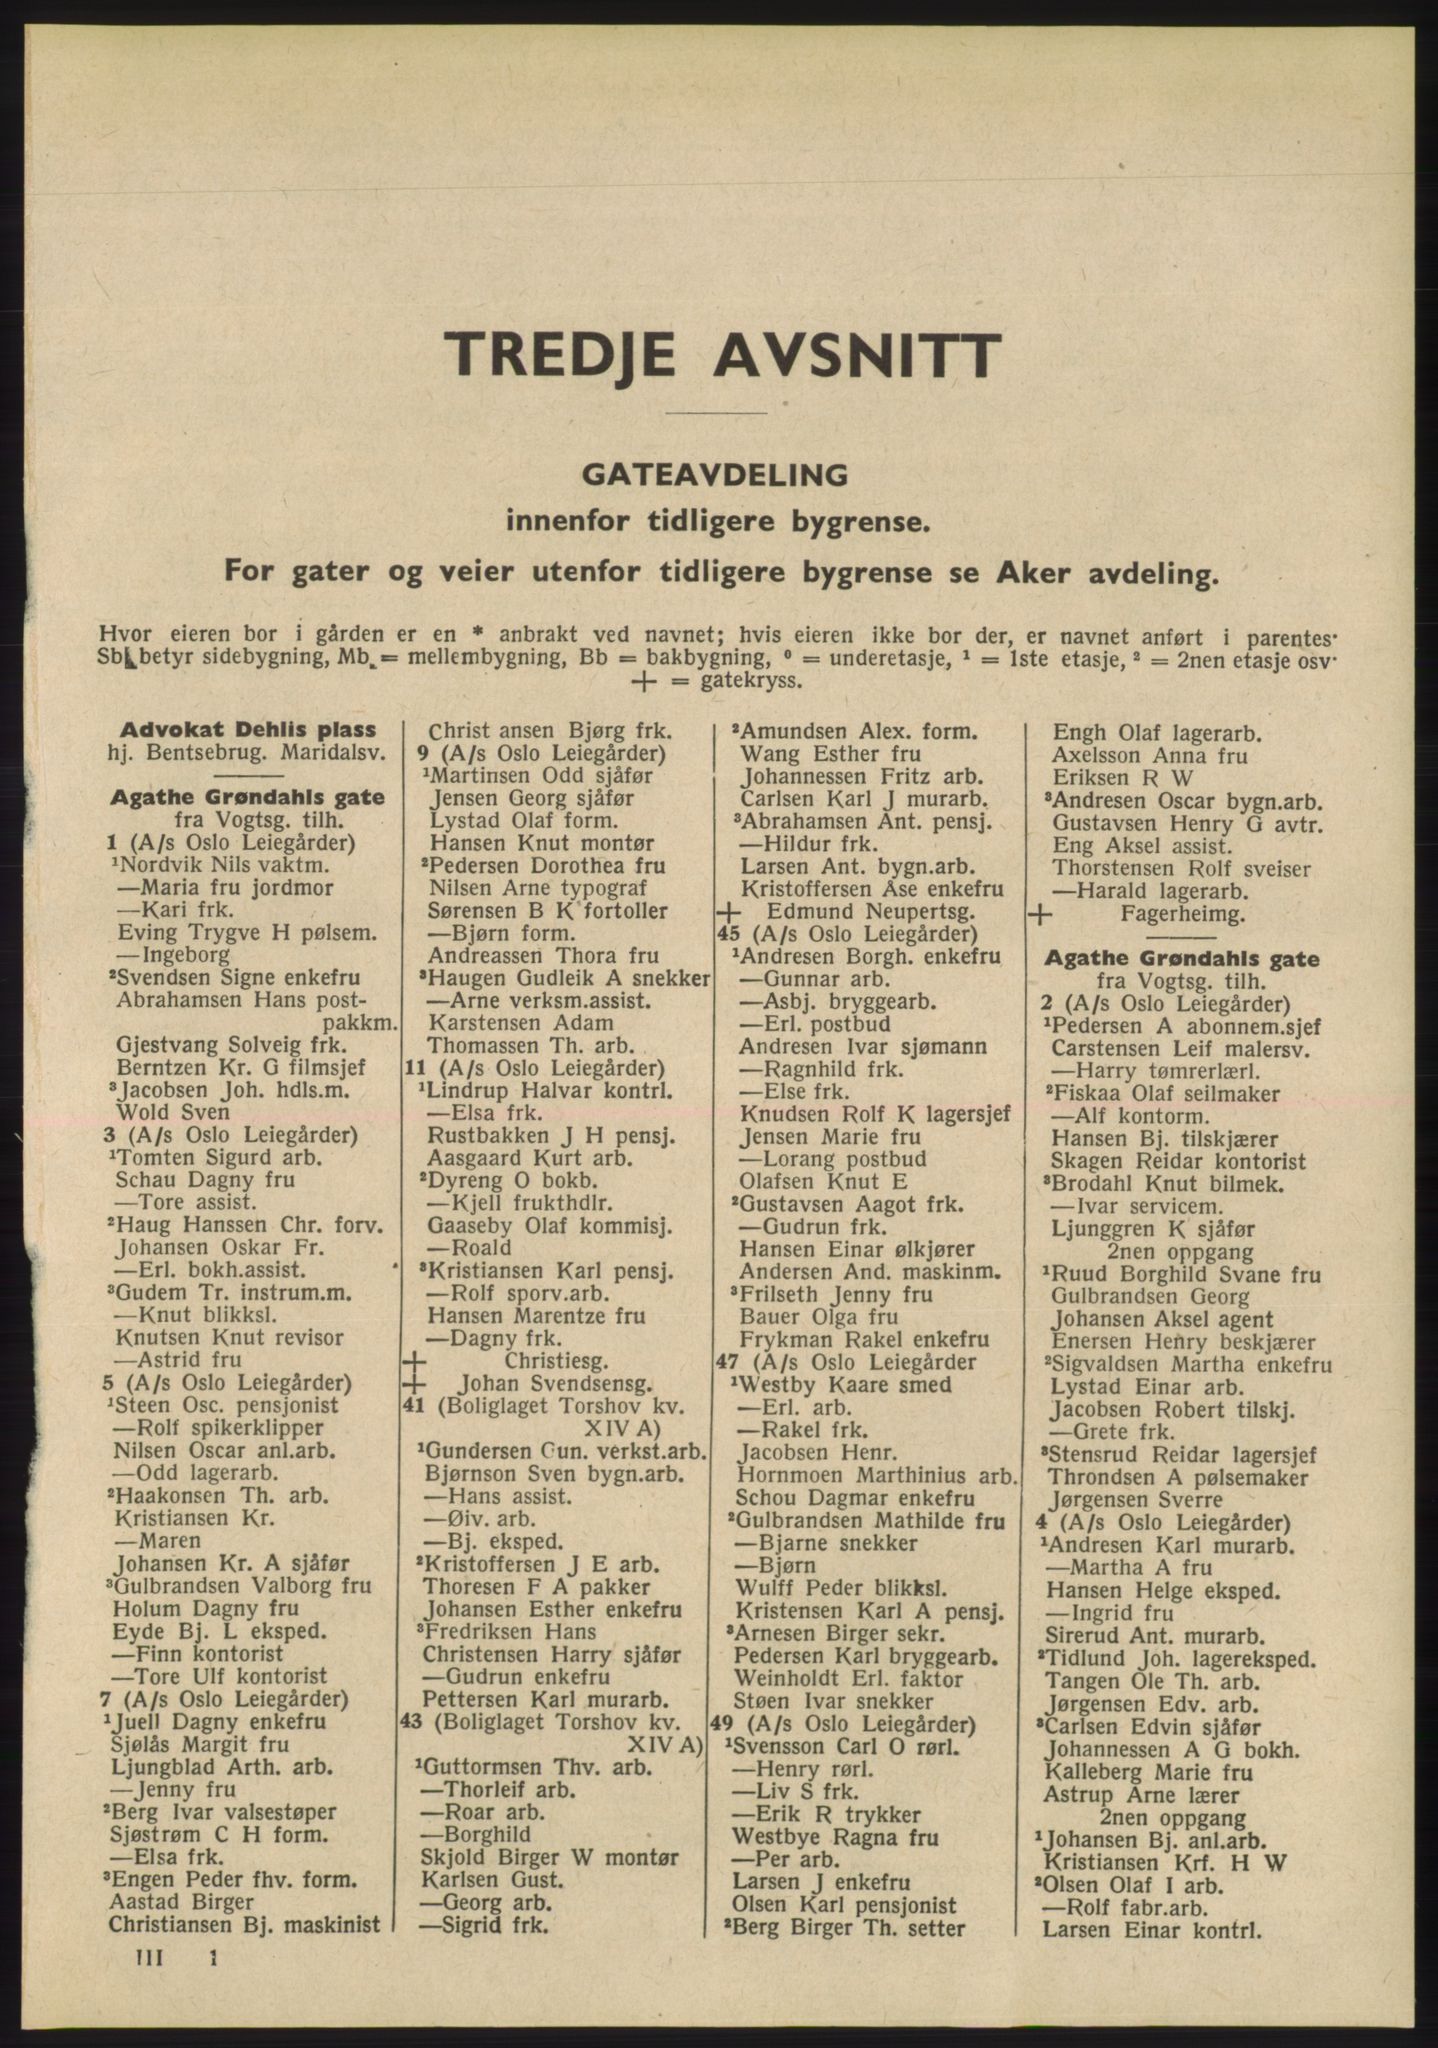 TREDJE AVSNITT
GATEAVDELING
innenfor tidligere bygrense.
For gater og veier utenfor tidligere bygrense se Aker avdeling.
Hvor eieren bor i gården er en * anbrakt ved navnet; hvis eieren ikke bor der, er navnet anført i parentes·
Sb. betyr sidebygning, Mb. = mellembygning, Bb = bakbygning, ⁰ = underetasje, ¹ = 1ste etasje, ² = 2nen etasje osv·
+ = gatekryss.
Advokat Dehlis plass
hj. Bentsebrug. Maridalsv.
Agathe Grøndahls gate
fra Vogtsg. tilh.
1 (A/s Oslo Leiegårder)
¹Nordvik Nils vaktm.
—Maria fru jordmor
—Kari frk.
Eving Trygve H pølsem.
—Ingeborg
²Svendsen Signe enkefru
Abrahamsen Hans post-
pakkm.
Gjestvang Solveig frk.
Berntzen Kr. G filmsjef
³Jacobsen Joh. hdls.m.
Wold Sven
3 (A/s Oslo Leiegårder)
¹Tomten Sigurd arb.
Schau Dagny fru
—Tore assist.
²Haug Hanssen Chr. forv.
Johansen Oskar Fr.
—Erl. bokh.assist.
³Gudem Tr. instrum.m.
—Knut blikksl.
Knutsen Knut revisor
—Astrid fru
5 (A/s Oslo Leiegårder)
¹Steen Osc. pensjonist
—Rolf spikerklipper
Nilsen Oscar anl.arb.
—Odd lagerarb.
²Haakonsen Th. arb.
Kristiansen Kr.
—Maren
Johansen Kr. A sjåfør
³Gulbrandsen Valborg fru
Holum Dagny fru
Eyde Bj. L eksped.
—Finn kontorist
—Tore Ulf kontorist
7 (A/s Oslo Leiegårder)
¹Juell Dagny enkefru
Sjølås Margit fru
Ljungblad Arth. arb.
—Jenny fru
²Berg Ivar valsestøper
Sjøstrøm C H form.
—Elsa frk.
³Engen Peder fhv. form.
Aastad Birger
Christiansen Bj. maskinist
Christ ansen Bjørg frk.
9 (A/s Oslo Leiegårder)
¹Martinsen Odd sjåfør
Jensen Georg sjåfør
Lystad Olaf form.
Hansen Knut montør
²Pedersen Dorothea fru
Nilsen Arne typograf
Sørensen B K fortoller
—Bjørn form.
Andreassen Thora fru
³Haugen Gudleik A snekker
—Arne verksm.assist.
Karstensen Adam
Thomassen Th. arb.
11 (A/s Oslo Leiegårder)
¹Lindrup Halvar kontrl.
—Elsa frk.
Rustbakken J H pensj.
Aasgaard Kurt arb.
²Dyreng O bokb.
—Kjell frukthdlr.
Gaaseby Olaf kommisj.
—Roald
³Kristiansen Karl pensj.
—Rolf sporv.arb.
Hansen Marentze fru
—Dagny frk.
+ Christiesg.
+ Johan Svendsensg.
41 (Boliglaget Torshov kv.
XIV A)
¹Gundersen Gun. verkst.arb.
Bjørnson Sven bygn.arb.
—Hans assist.
—Øiv. arb.
—Bj. eksped.
²Kristoffersen J E arb.
Thoresen F A pakker
Johansen Esther enkefru
³Fredriksen Hans
Christensen Harry sjåfør
—Gudrun enkefru
Pettersen Karl murarb.
43 (Boliglaget Torshov kv.
XIV A)
¹Guttormsen Thv. arb.
—Thorleif arb.
—Roar arb.
—Borghild
Skjold Birger W montør
Karlsen Gust.
—Georg arb.
—Sigrid frk.
²Amundsen Alex. form.
Wang Esther fru
Johannessen Fritz arb.
Carlsen Karl J murarb.
³Abrahamsen Ant. pensj.
—Hildur frk.
Larsen Ant. bygn.arb.
Kristoffersen Åse enkefru
+ Edmund Neupertsg.
45 (A/s Oslo Leiegårder)
¹Andresen Borgh. enkefru
—Gunnar arb.
—Asbj. bryggearb.
—Erl. postbud
Andresen Ivar sjømann
—Ragnhild frk.
—Else frk.
Knudsen Rolf K lagersjef
Jensen Marie fru
—Lorang postbud
Olafsen Knut E
²Gustavsen Aagot frk.
—Gudrun frk.
Hansen Einar ølkjører
Andersen And. maskinm.
³Frilseth Jenny fru
Bauer Olga fru
Frykman Rakel enkefru
47 (A/s Oslo Leiegårder
¹Westby Kaare smed
—Erl. arb.
—Rakel frk.
Jacobsen Henr.
Hornmoen Marthinius arb.
Schou Dagmar enkefru
²Gulbrandsen Mathilde fru
—Bjarne snekker
—Bjørn
Wulff Peder blikksl.
Kristensen Karl A pensj.
³Arnesen Birger sekr.
Pedersen Karl bryggearb.
Weinholdt Erl. faktor
Støen Ivar snekker
49 (A/s Oslo Leiegårder)
¹Svensson Carl O rørl.
—Henry rørl.
—Liv S frk.
—Erik R trykker
Westbye Ragna fru
—Per arb.
Larsen J enkefru
Olsen Karl pensjonist
²Berg Birger Th. setter
Engh Olaf lagerarb.
Axelsson Anna fru
Eriksen R W
³Andresen Oscar bygn.arb.
Gustavsen Henry G avtr.
Eng Aksel assist.
Thorstensen Rolf sveiser
—Harald lagerarb.
+ Fagerheimg.
Agathe Grøndahls gate
fra Vogtsg. tilh.
2 (A/s Oslo Leiegårder)
¹Pedersen A abonnem.sjef
Carstensen Leif malersv.
—Harry tømrerlærl.
²Fiskaa Olaf seilmaker
—Alf kontorm.
Hansen Bj. tilskjærer
Skagen Reidar kontorist
³Brodahl Knut bilmek.
—Ivar servicem.
Ljunggren K sjåfør
2nen oppgang
¹Ruud Borghild Svane fru
Gulbrandsen Georg
Johansen Aksel agent
Enersen Henry beskjærer
²Sigvaldsen Martha enkefru
Lystad Einar arb.
Jacobsen Robert tilskj.
—Grete frk.
³Stensrud Reidar lagersjef
Throndsen A pølsemaker
Jørgensen Sverre
4 (A/s Oslo Leiegårder)
¹Andresen Karl murarb.
—Martha A fru
Hansen Helge eksped.
—Ingrid fru
Sirerud Ant. murarb.
²Tidlund Joh. lagereksped.
Tangen Ole Th. arb.
Jørgensen Edv. arb.
³Carlsen Edvin sjåfør
Johannessen A G bokh.
Kalleberg Marie fru
Astrup Arne lærer
2nen oppgang
¹Johansen Bj. anl.arb.
Kristiansen Krf. H W
²Olsen Olaf I arb.
—Rolf fabr.arb.
Larsen Einar kontrl.
III 1